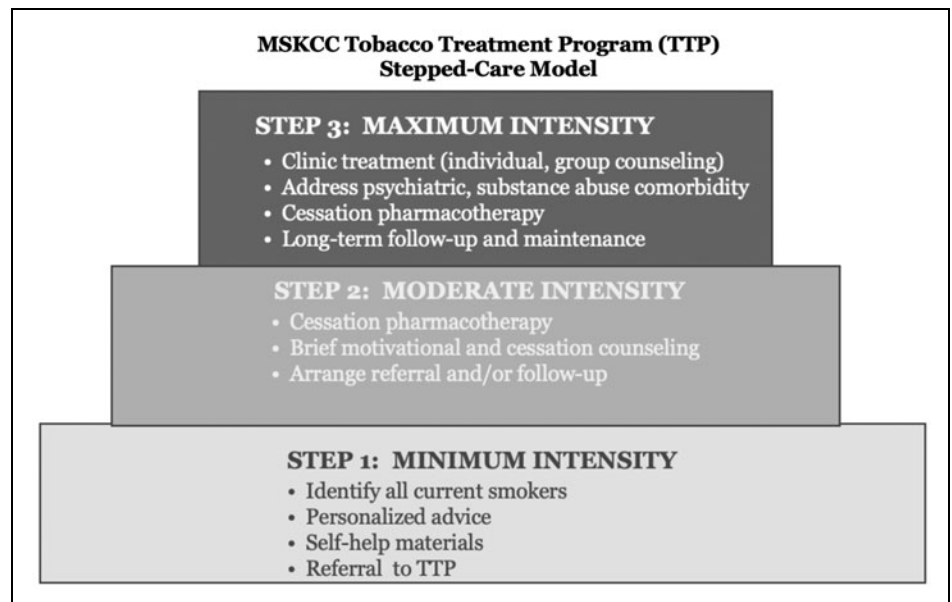 MSKCC Tobacco Treatment Program (TTP)
Stepped-Care Model
STEP 3: MAXIMUM INTENSITY
• Clinic treatment (individual, group counseling)
• Address psychiatric, substance abuse comorbidity
• Cessation pharmacotherapy
• Long-term follow-up and maintenance
STEP 2: MODERATE INTENSITY
• Cessation pharmacotherapy
• Brief motivational and cessation counseling
• Arrange referral and/or follow-up
STEP 1: MINIMUM INTENSITY
• Identify all current smokers
• Personalized advice
• Self-help materials
• Referral to TTP